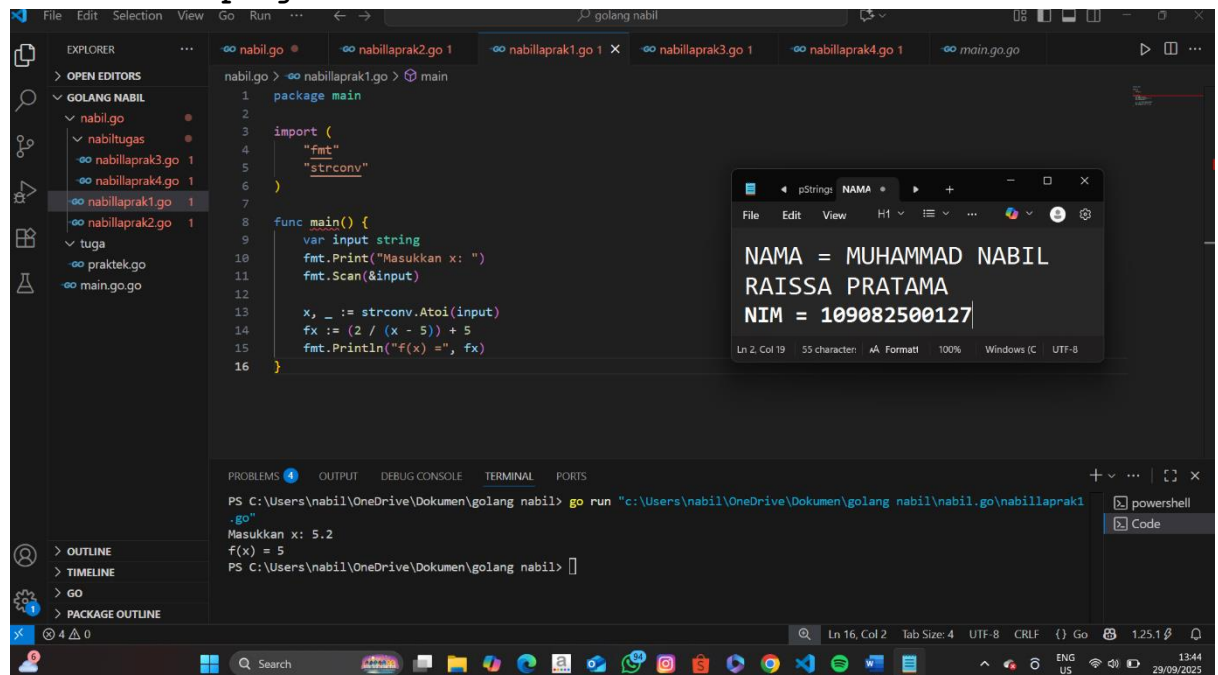 File Edit Selection View Go Run ··· ← → golang nabil
EXPLORER ···
> OPEN EDITORS
GOLANG NABIL
nabil.go
nabiltugas
nabillaprak3.go 1
nabillaprak4.go 1
nabillaprak1.go 1
nabillaprak2.go 1
tuga
praktek.go
main.go.go
> OUTLINE
> TIMELINE
> GO
> PACKAGE OUTLINE
nabil.go nabillaprak2.go 1 nabillaprak1.go 1 nabillaprak3.go 1 nabillaprak4.go 1 main.go.go
nabil.go > nabillaprak1.go > main
1 package main
2
3 import (
4 "fmt"
5 "strconv"
6 )
7
8 func main() {
9 var input string
10 fmt.Print("Masukkan x: ")
11 fmt.Scan(&input)
12
13 x, _ := strconv.Atoi(input)
14 fx := (2 / (x - 5)) + 5
15 fmt.Println("f(x) =", fx)
16 }
pStrings NAMA
File Edit View H1 ···
NAMA = MUHAMMAD NABIL
RAISSA PRATAMA
NIM = 109082500127
Ln 2, Col 19 55 character: Formatt 100% Windows (C UTF-8
PROBLEMS 4 OUTPUT DEBUG CONSOLE TERMINAL PORTS
PS C:\Users\nabil\OneDrive\Dokumen\golang nabil> go run "c:\Users\nabil\OneDrive\Dokumen\golang nabil\nabil.go\nabillaprak1
.go"
Masukkan x: 5.2
f(x) = 5
PS C:\Users\nabil\OneDrive\Dokumen\golang nabil>
powershell
Code
4 0 Ln 16, Col 2 Tab Size: 4 UTF-8 CRLF {} Go 1.25.1
Search ENG US 13:44 29/09/2025